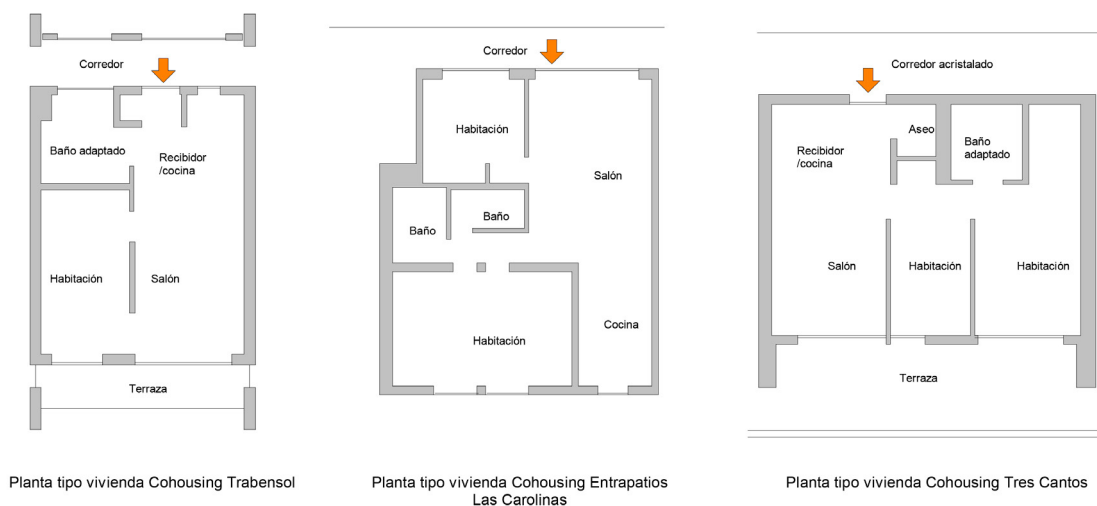 Corredor
Baño adaptado
Recibidor
/cocina
Habitación
Salón
Terraza
Planta tipo vivienda Cohousing Trabensol
Corredor
Habitación
Salón
Baño
Baño
Habitación
Cocina
Planta tipo vivienda Cohousing Entrapatios
Las Carolinas
Corredor acristalado
Aseo
Recibidor
/cocina
Baño
adaptado
Salón
Habitación
Habitación
Terraza
Planta tipo vivienda Cohousing Tres Cantos